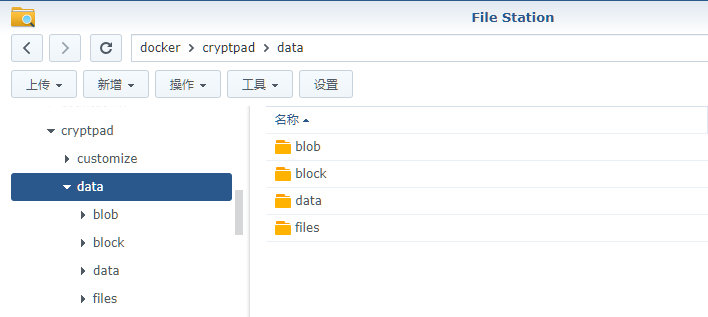 File Station
docker > cryptpad > data
上传 新增 操作 工具 设置
cryptpad
customize
data
blob
block
data
files
名称
blob
block
data
files